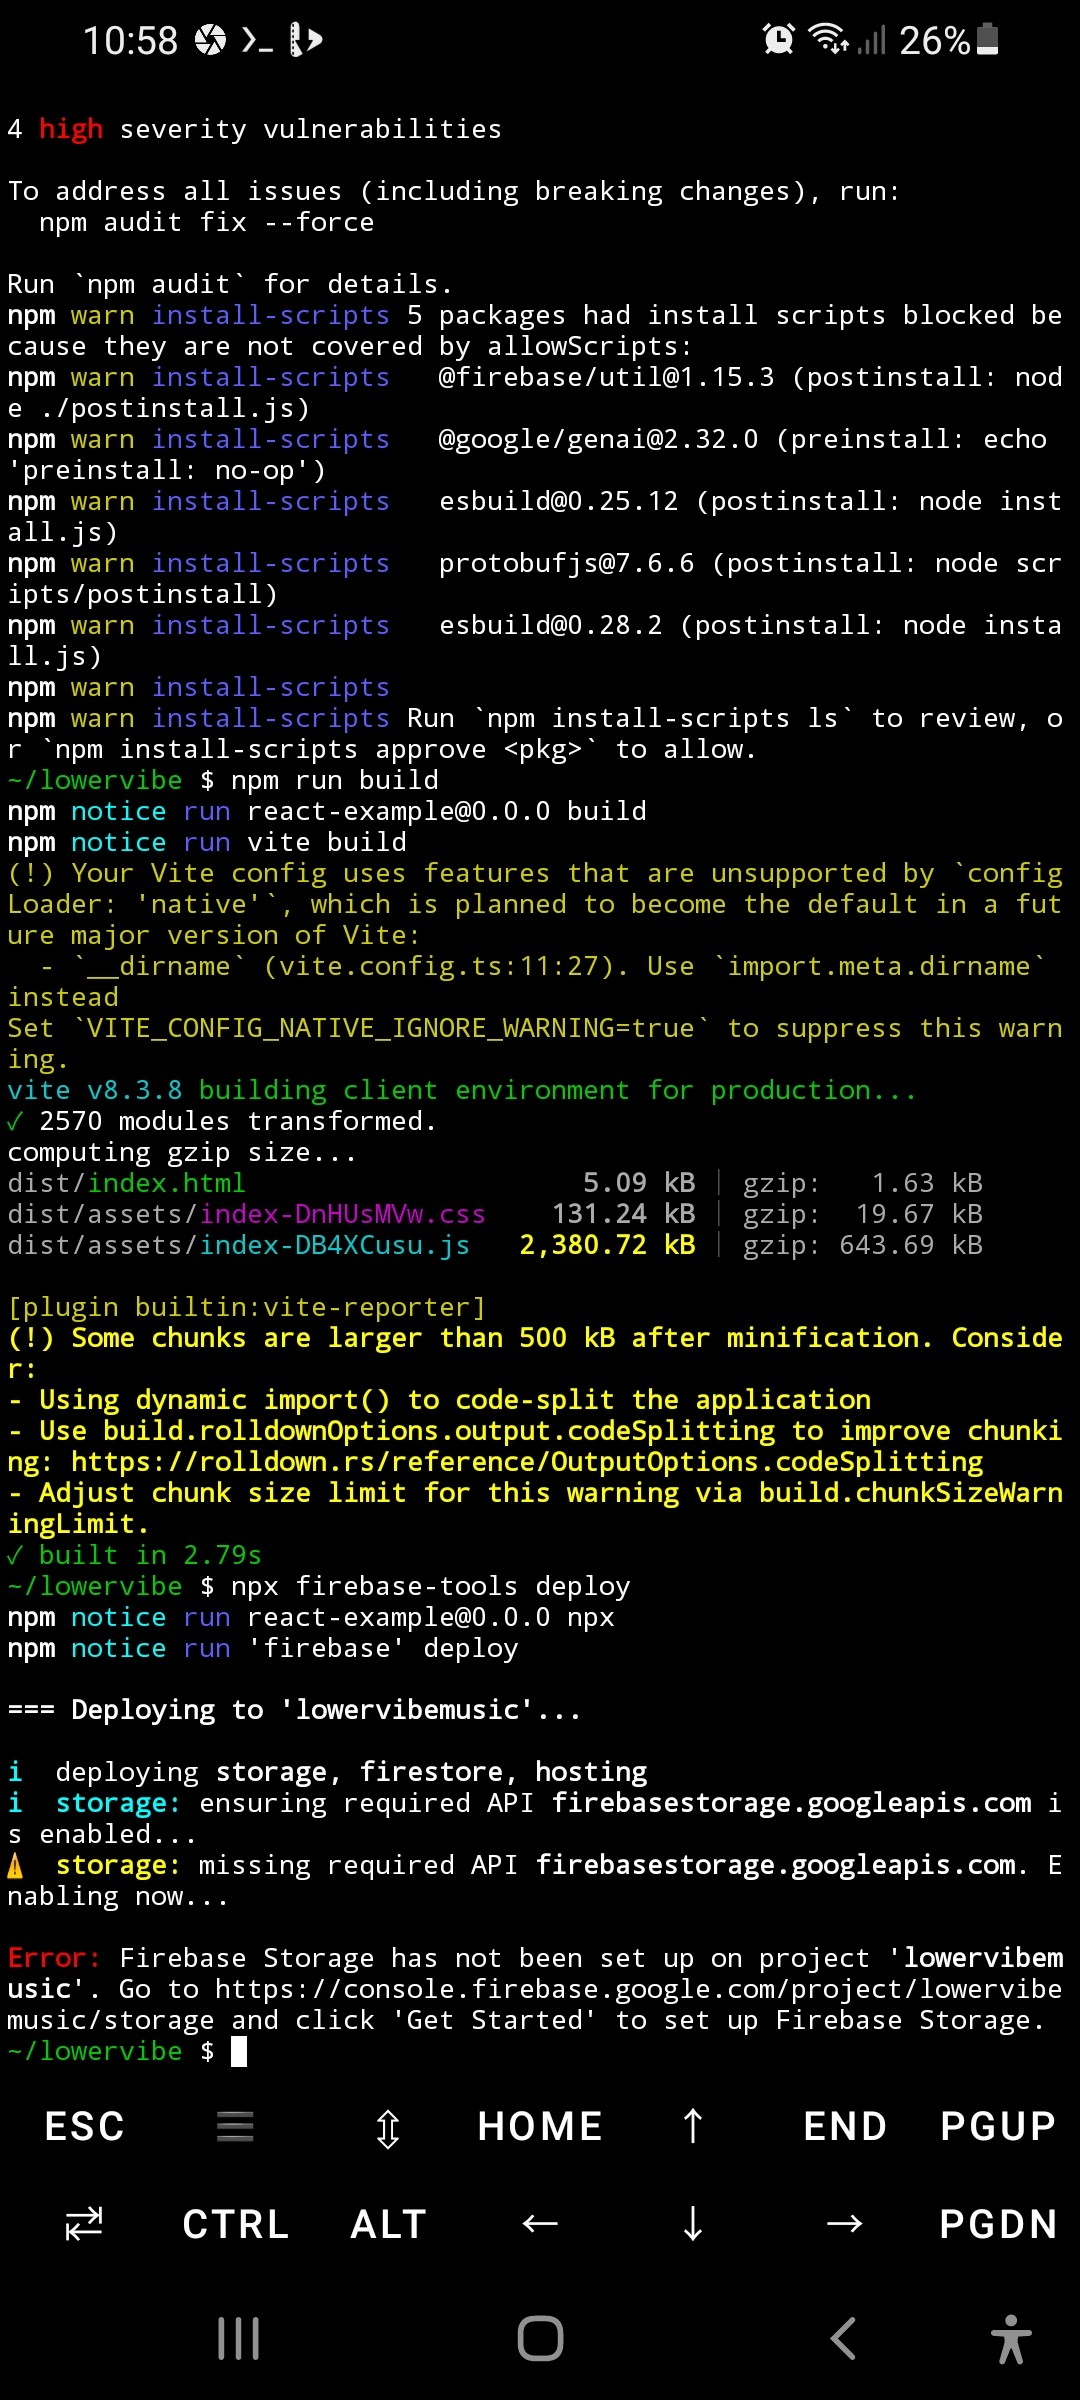 10:58 26%
4 high severity vulnerabilities
To address all issues (including breaking changes), run:
  npm audit fix --force
Run `npm audit` for details.
npm warn install-scripts 5 packages had install scripts blocked be
cause they are not covered by allowScripts:
npm warn install-scripts   @firebase/util@1.15.3 (postinstall: nod
e ./postinstall.js)
npm warn install-scripts   @google/genai@2.32.0 (preinstall: echo
'preinstall: no-op')
npm warn install-scripts   esbuild@0.25.12 (postinstall: node inst
all.js)
npm warn install-scripts   protobufjs@7.6.6 (postinstall: node scr
ipts/postinstall)
npm warn install-scripts   esbuild@0.28.2 (postinstall: node insta
ll.js)
npm warn install-scripts
npm warn install-scripts Run `npm install-scripts ls` to review, o
r `npm install-scripts approve <pkg>` to allow.
~/lowervibe $ npm run build
npm notice run react-example@0.0.0 build
npm notice run vite build
(!) Your Vite config uses features that are unsupported by `config
Loader: 'native'`, which is planned to become the default in a fut
ure major version of Vite:
  - `__dirname` (vite.config.ts:11:27). Use `import.meta.dirname`
instead
Set `VITE_CONFIG_NATIVE_IGNORE_WARNING=true` to suppress this warn
ing.
vite v8.3.8 building client environment for production...
✓ 2570 modules transformed.
computing gzip size...
dist/index.html                     5.09 kB │ gzip:   1.63 kB
dist/assets/index-DnHUsMVw.css    131.24 kB │ gzip:  19.67 kB
dist/assets/index-DB4XCusu.js   2,380.72 kB │ gzip: 643.69 kB
[plugin builtin:vite-reporter]
(!) Some chunks are larger than 500 kB after minification. Conside
r:
- Using dynamic import() to code-split the application
- Use build.rolldownOptions.output.codeSplitting to improve chunki
ng: https://rolldown.rs/reference/OutputOptions.codeSplitting
- Adjust chunk size limit for this warning via build.chunkSizeWarn
ingLimit.
✓ built in 2.79s
~/lowervibe $ npx firebase-tools deploy
npm notice run react-example@0.0.0 npx
npm notice run 'firebase' deploy
=== Deploying to 'lowervibemusic'...
i  deploying storage, firestore, hosting
i  storage: ensuring required API firebasestorage.googleapis.com i
s enabled...
⚠  storage: missing required API firebasestorage.googleapis.com. E
nabling now...
Error: Firebase Storage has not been set up on project 'lowervibem
usic'. Go to https://console.firebase.google.com/project/lowervibe
music/storage and click 'Get Started' to set up Firebase Storage.
~/lowervibe $
ESC ☰ ⇳ HOME ↑ END PGUP
⇄ CTRL ALT ← ↓ → PGDN